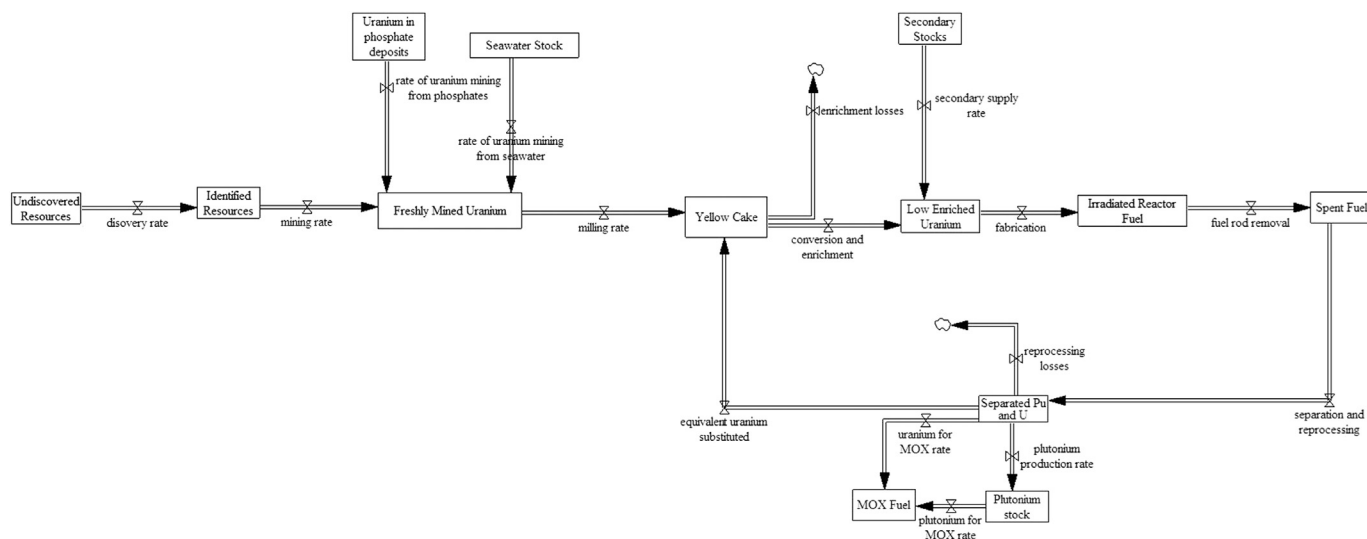 Uranium in
phosphate
deposits
Seawater Stock
Secondary
Stocks
rate of uranium mining
from phosphates
enrichment losses
secondary supply
rate
rate of uranium mining
from seawater
Undiscovered
Resources
disovery rate
Identified
Resources
mining rate
Freshly Mined Uranium
milling rate
Yellow Cake
conversion and
enrichment
Low Enriched
Uranium
fabrication
Irradiated Reactor
Fuel
fuel rod removal
Spent Fuel
reprocessing
losses
Separated Pu
and U
equivalent uranium
substituted
uranium for
MOX rate
plutonium
production rate
separation and
reprocessing
MOX Fuel
plutonium for
MOX rate
Plutonium
stock